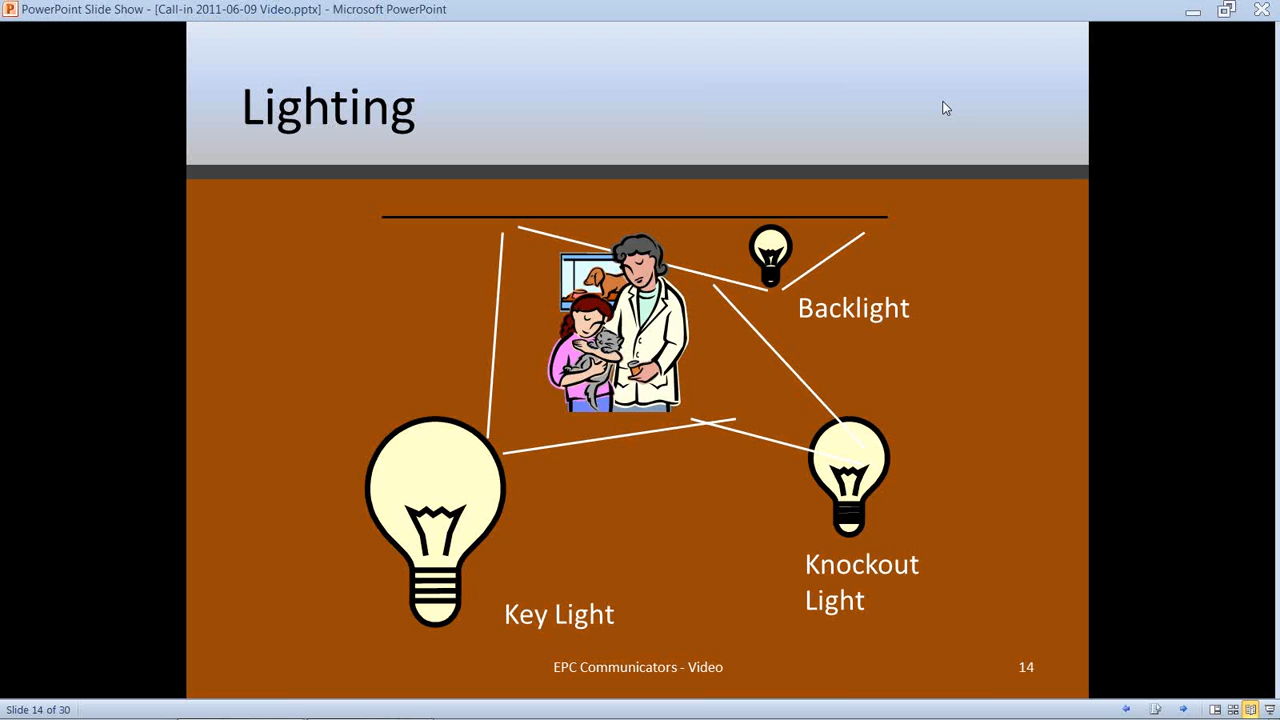 PowerPoint Slide Show - [Call-in 2011-06-09 Video.pptx] - Microsoft PowerPoint
Lighting
Backlight
Knockout
Light
Key Light
EPC Communicators - Video
14
Slide 14 of 30